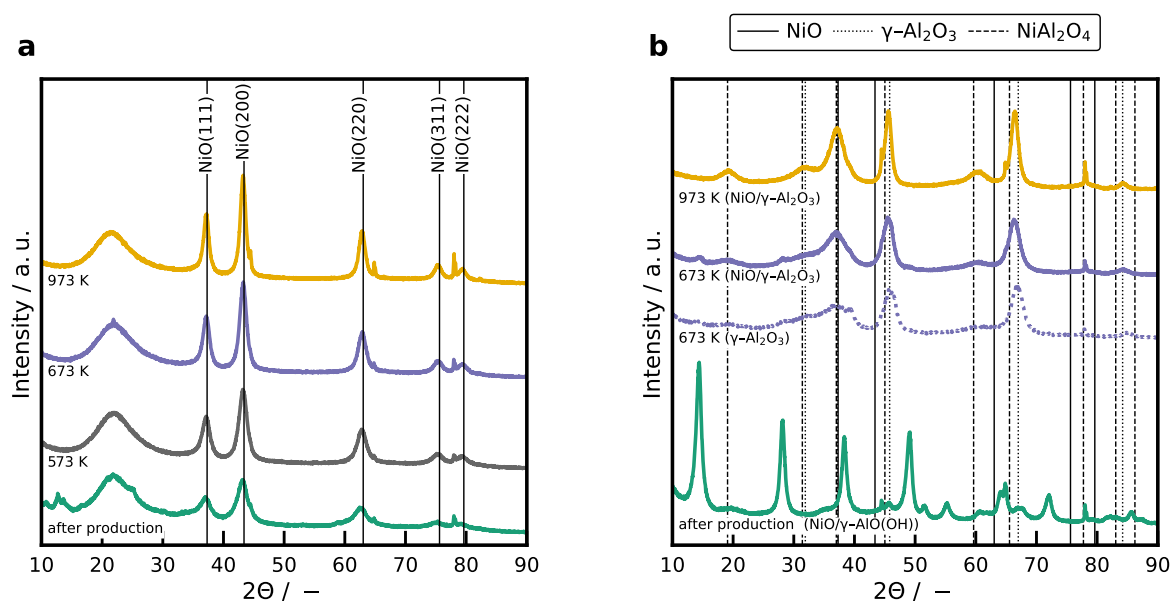 a
NiO(111)
NiO(200)
NiO(220)
NiO(311)
NiO(222)
973 K
673 K
573 K
after production
Intensity / a. u.
10 20 30 40 50 60 70 80 90
2Θ / −
b
NiO γ−Al₂O₃ NiAl₂O₄
973 K (NiO/γ−Al₂O₃)
673 K (NiO/γ−Al₂O₃)
673 K (γ−Al₂O₃)
after production (NiO/γ−AlO(OH))
Intensity / a. u.
10 20 30 40 50 60 70 80 90
2Θ / −